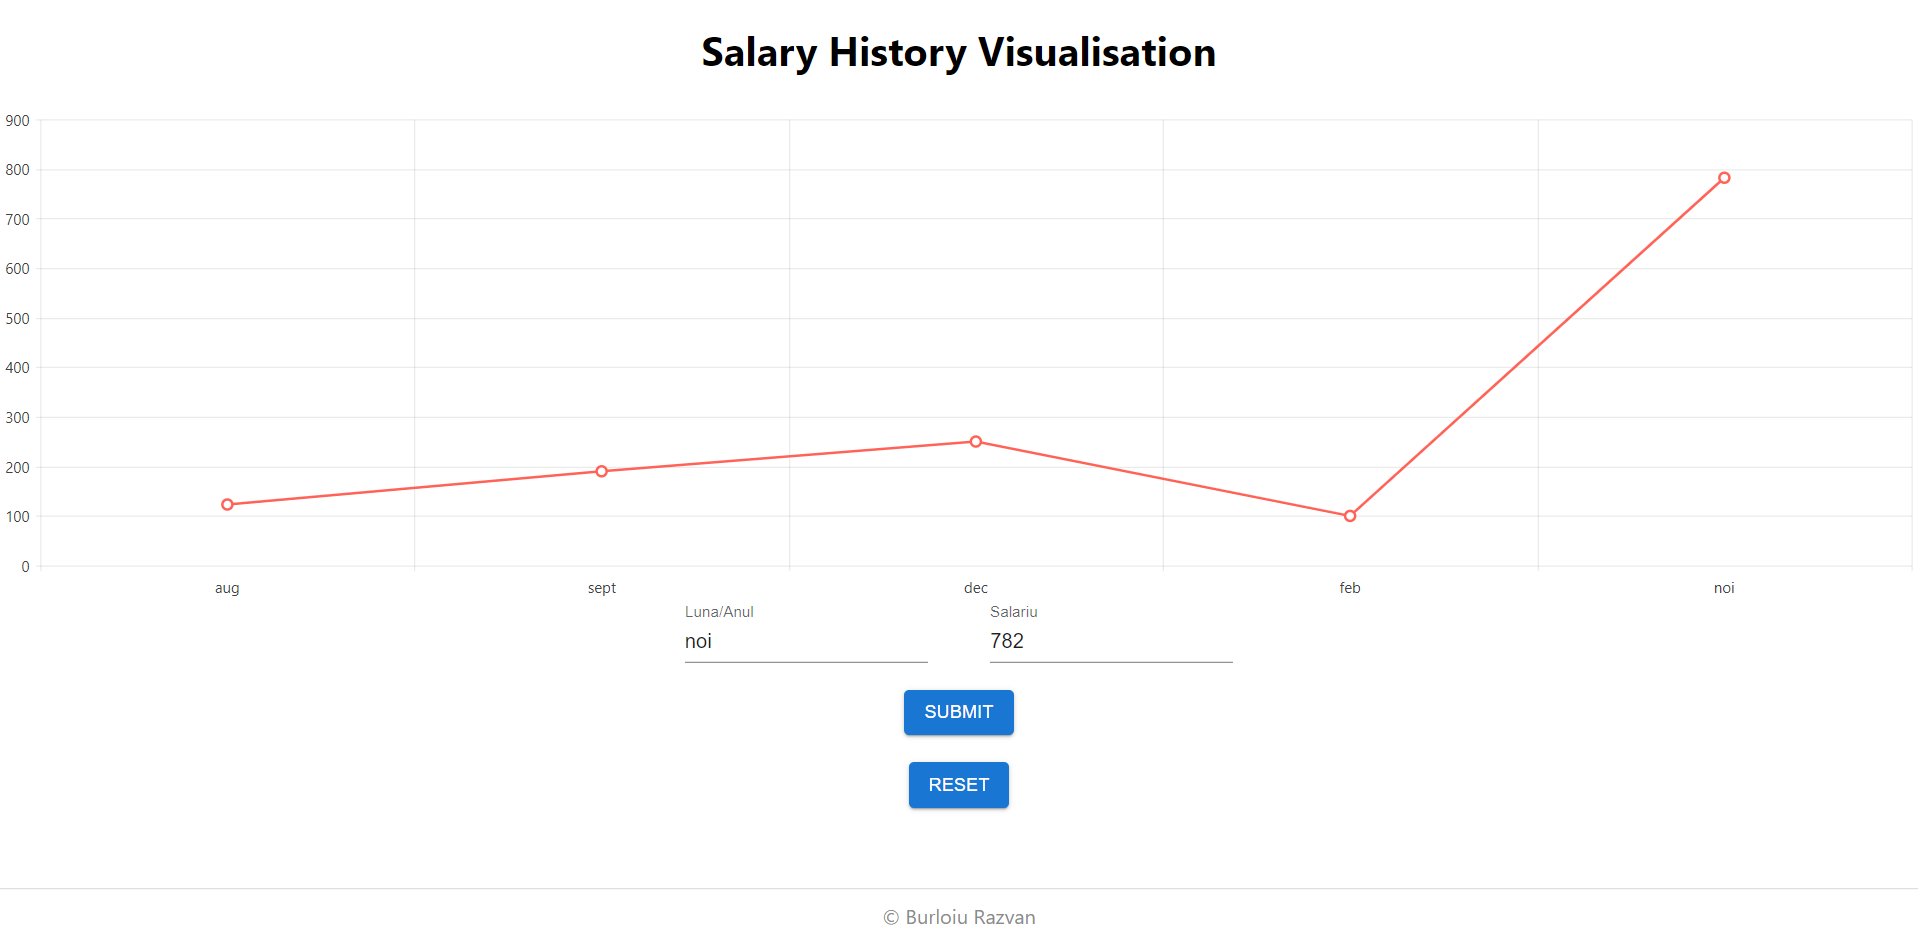 Salary History Visualisation
900
800
700
600
500
400
300
200
100
0
aug sept dec feb noi
Luna/Anul Salariu
noi 782
SUBMIT
RESET
© Burloiu Razvan